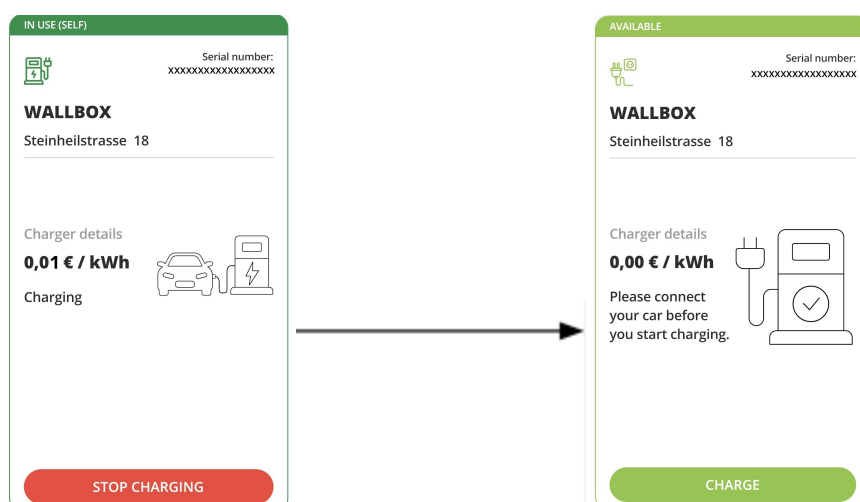 IN USE (SELF)
Serial number:
xxxxxxxxxxxxxxxxxx
WALLBOX
Steinheilstrasse 18
Charger details
0,01 € / kWh
Charging
STOP CHARGING
AVAILABLE
Serial number:
xxxxxxxxxxxxxxxxxx
WALLBOX
Steinheilstrasse 18
Charger details
0,00 € / kWh
Please connect
your car before
you start charging.
CHARGE